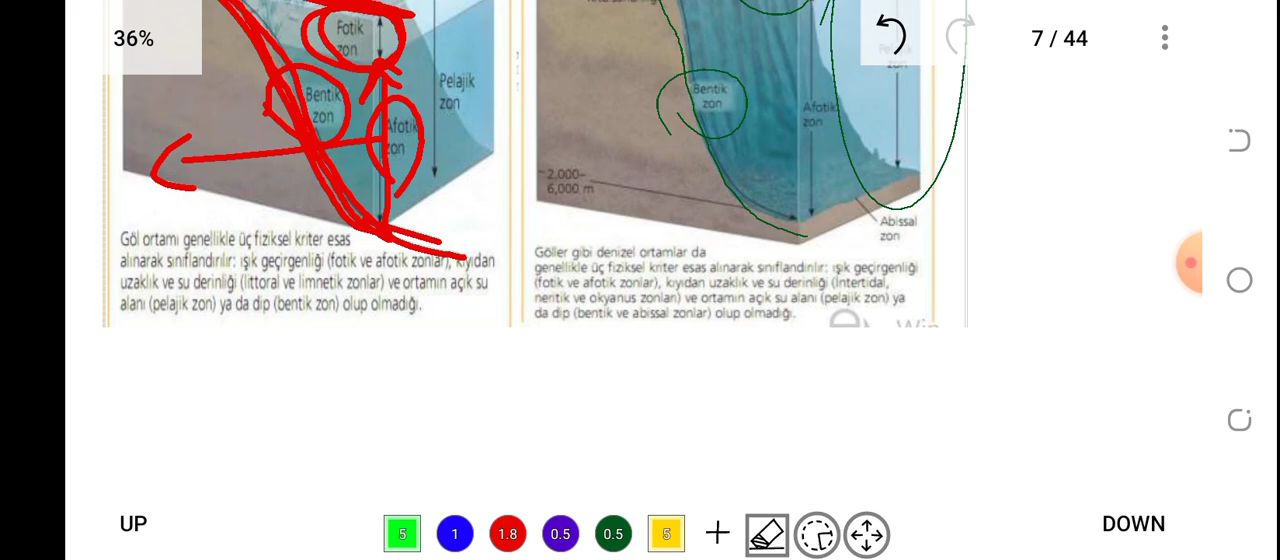 36%
7 / 44
Fotik
zon
Bentik
zon
Afotik
zon
Pelajik
zon
Göl ortamı genellikle üç fiziksel kriter esas
alınarak sınıflandırılır: ışık geçirgenliği (fotik ve afotik zonlar), kıyıdan
uzaklık ve su derinliği (littoral ve limnetik zonlar) ve ortamın açık su
alanı (pelajik zon) ya da dip (bentik zon) olup olmadığı.
Bentik
zon
Afotik
zon
zon
2,000–
6,000 m
Abissal
zon
Göller gibi denizel ortamlar da
genellikle üç fiziksel kriter esas alınarak sınıflandırılır: ışık geçirgenliği
(fotik ve afotik zonlar), kıyıdan uzaklık ve su derinliği (intertidal,
neritik ve okyanus zonları) ve ortamın açık su alanı (pelajik zon) ya
da dip (bentik ve abissal zonlar) olup olmadığı.
UP
5
1
1.8
0.5
0.5
5
DOWN